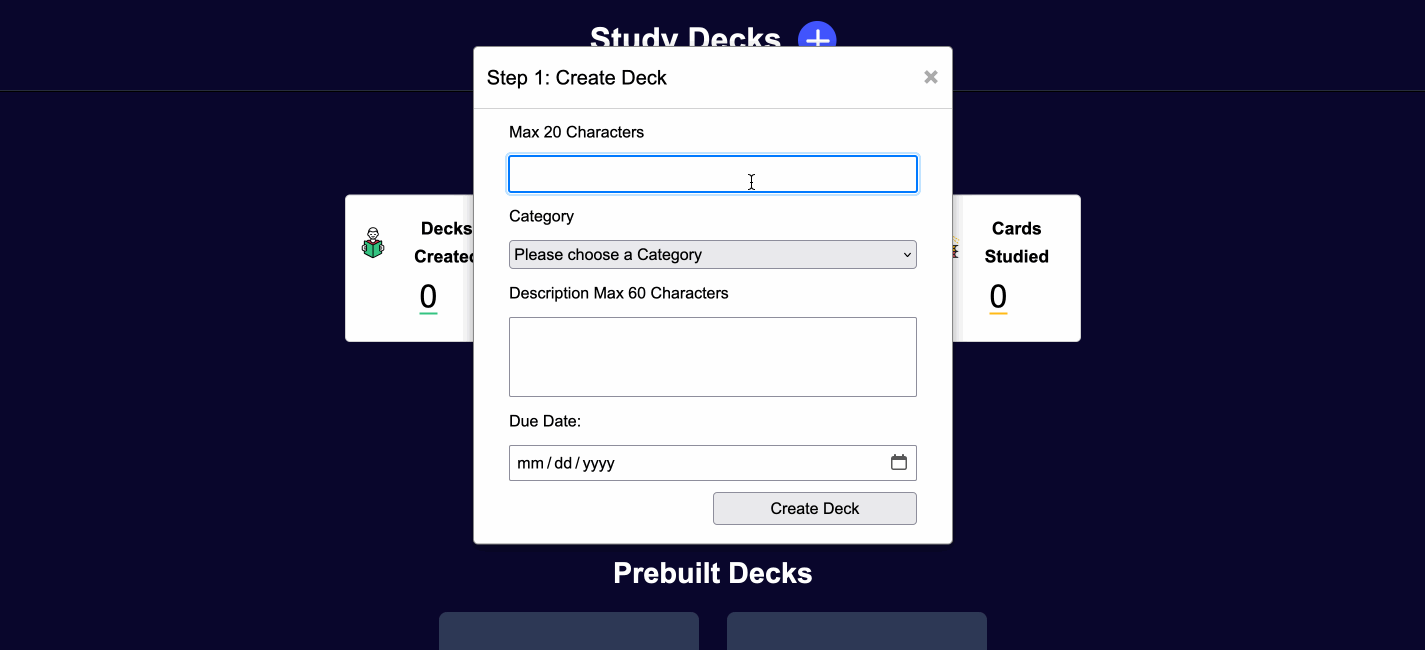 Study Decks
Step 1: Create Deck
Max 20 Characters
Category
Please choose a Category
Description Max 60 Characters
Due Date:
mm/dd/yyyy
Create Deck
Decks
Created
0
Cards
Studied
0
Prebuilt Decks